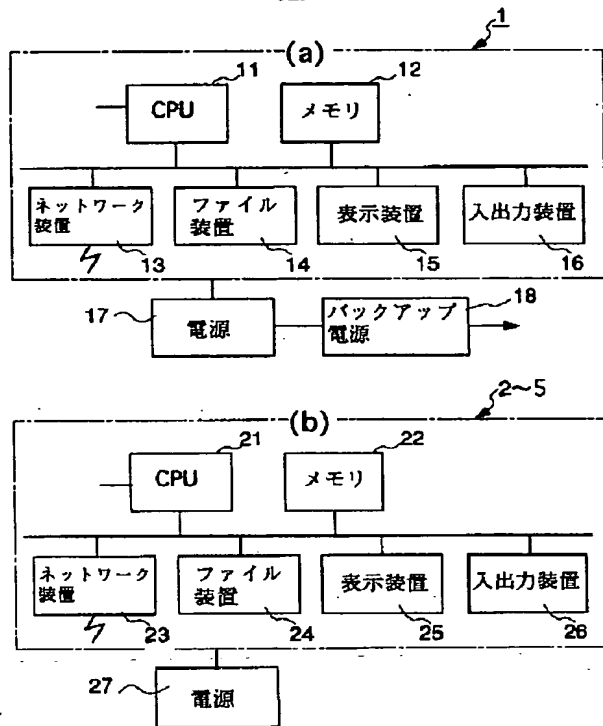 1
(a)
11
12
CPU
メモリ
ネットワーク
装置
ファイル
装置
表示装置
入出力装置
13
14
15
16
17
電源
バックアップ
電源
18
2~5
(b)
21
22
CPU
メモリ
ネットワーク
装置
ファイル
装置
表示装置
入出力装置
23
24
25
26
27
電源